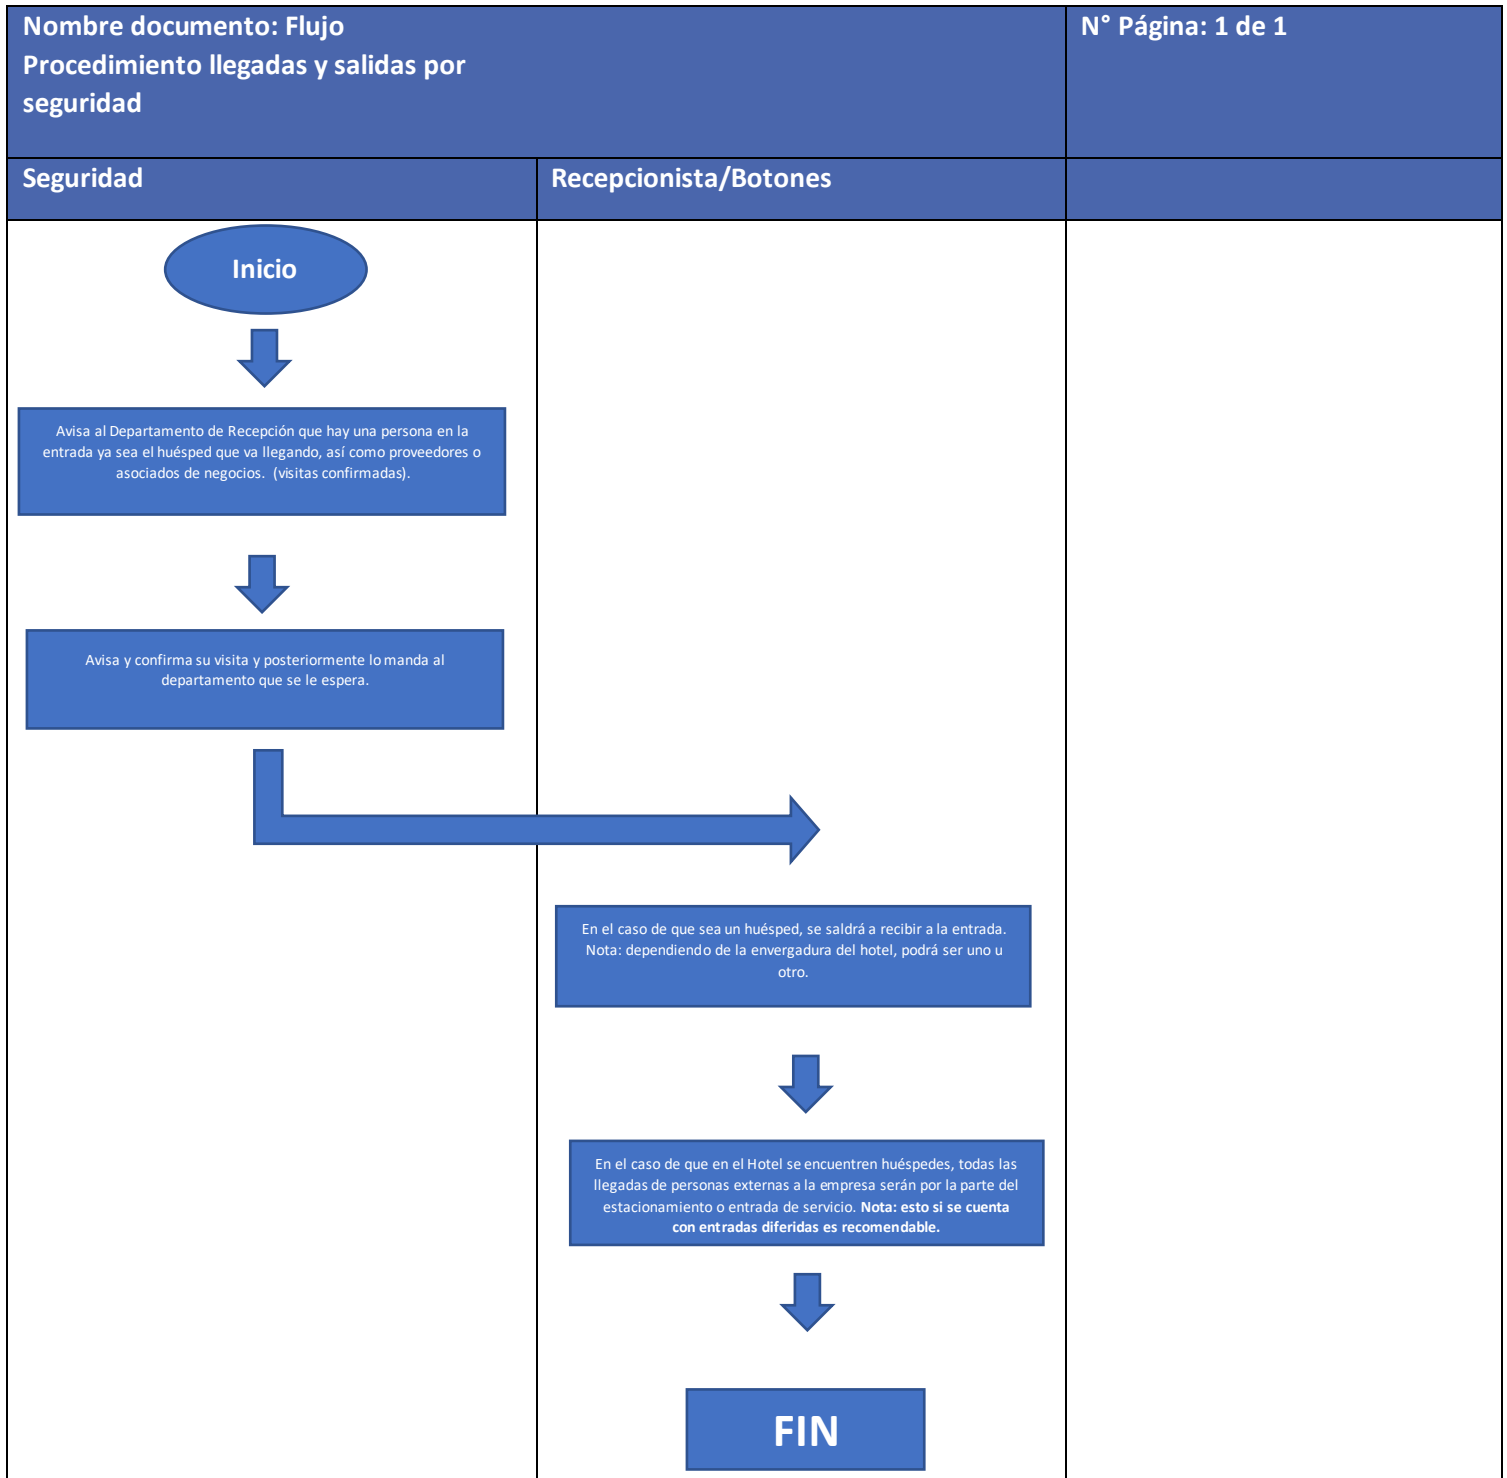 Nombre documento: Flujo
Procedimiento llegadas y salidas por
seguridad
N° Página: 1 de 1
Seguridad
Recepcionista/Botones
Inicio
Avisa al Departamento de Recepción que hay una persona en la
entrada ya sea el huésped que va llegando, así como proveedores o
asociados de negocios. (visitas confirmadas).
Avisa y confirma su visita y posteriormente lo manda al
departamento que se le espera.
En el caso de que sea un huésped, se saldrá a recibir a la entrada.
Nota: dependiendo de la envergadura del hotel, podrá ser uno u
otro.
En el caso de que en el Hotel se encuentren huéspedes, todas las
llegadas de personas externas a la empresa serán por la parte del
estacionamiento o entrada de servicio. Nota: esto si se cuenta
con entradas diferidas es recomendable.
FIN